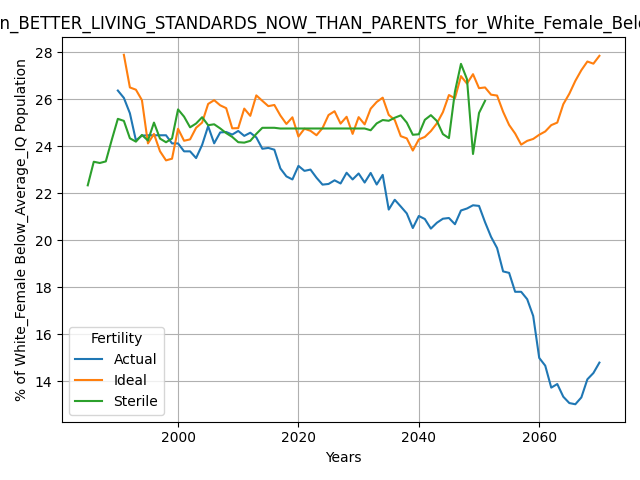 n_BETTER_LIVING_STANDARDS_NOW_THAN_PARENTS_for_White_Female_Belo
% of White_Female Below_Average_IQ Population
28
26
24
22
20
18
16
14
Fertility
Actual
Ideal
Sterile
2000
2020
2040
2060
Years